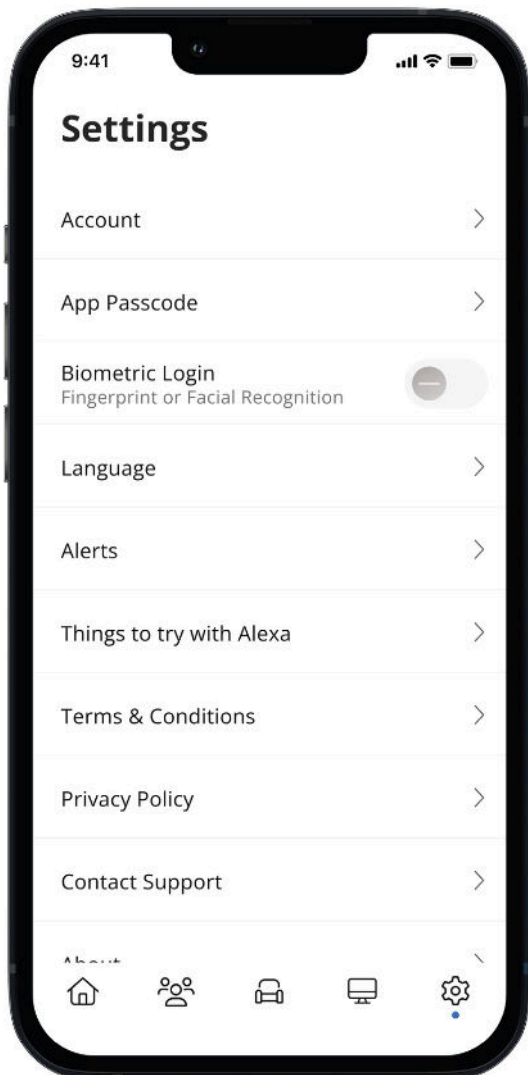 9:41
Settings
Account
App Passcode
Biometric Login
Fingerprint or Facial Recognition
Language
Alerts
Things to try with Alexa
Terms & Conditions
Privacy Policy
Contact Support
About